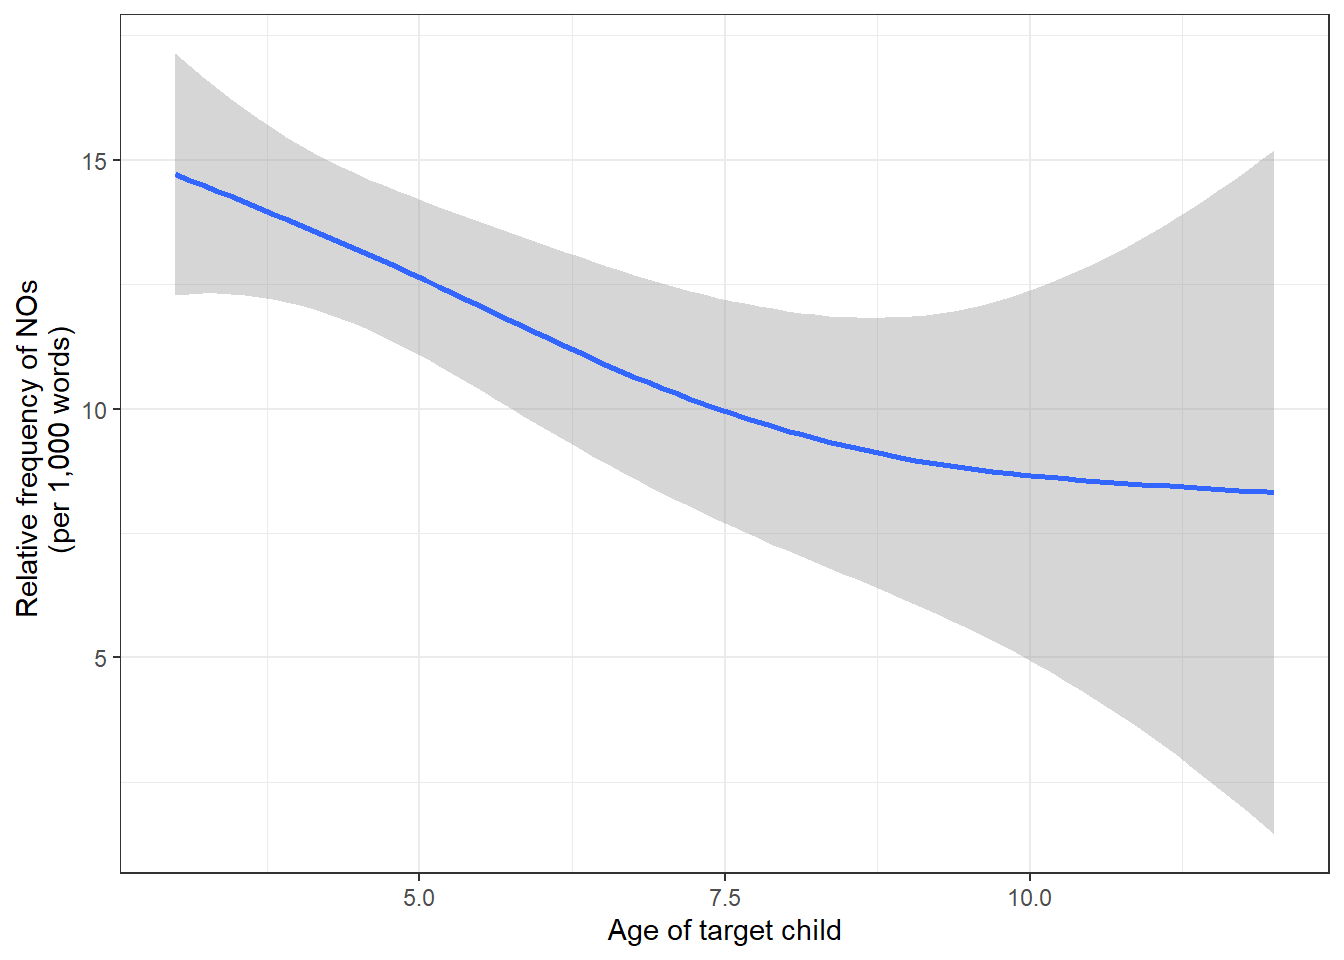 Relative frequency of NOs
(per 1,000 words)
15
10
5
5.0
7.5
10.0
Age of target child